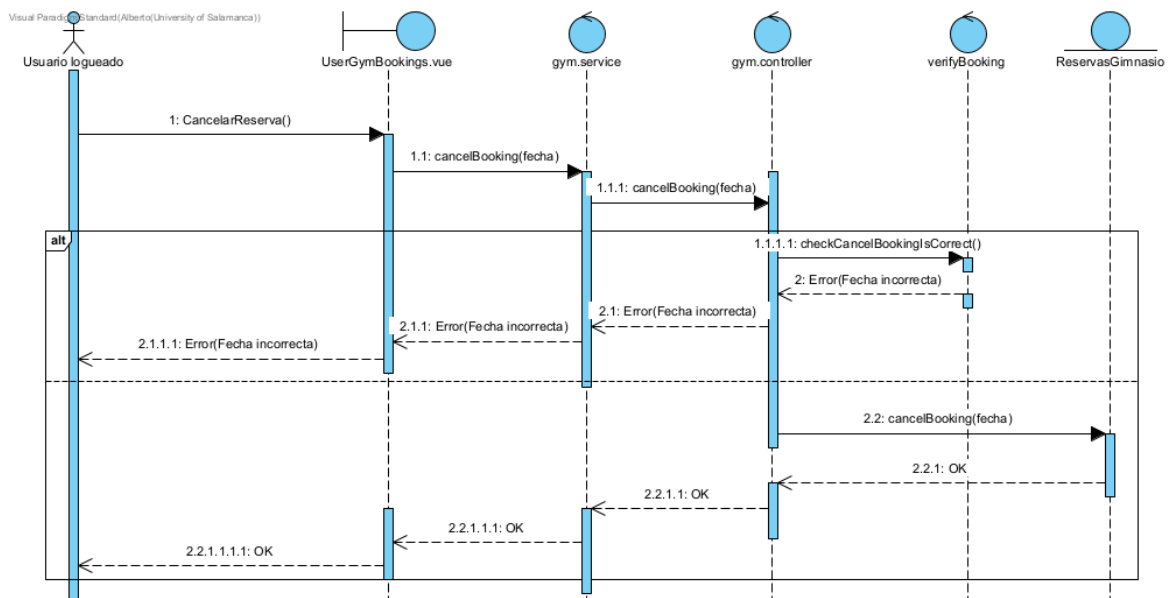 Visual Paradigm Standard(Alberto(University of Salamanca))
Usuario logueado
UserGymBookings.vue
gym.service
gym.controller
verifyBooking
ReservasGimnasio
1: CancelarReserva()
1.1: cancelBooking(fecha)
1.1.1: cancelBooking(fecha)
alt
1.1.1.1: checkCancelBookingIsCorrect()
2: Error(Fecha incorrecta)
2.1: Error(Fecha incorrecta)
2.1.1: Error(Fecha incorrecta)
2.1.1.1: Error(Fecha incorrecta)
2.2: cancelBooking(fecha)
2.2.1: OK
2.2.1.1: OK
2.2.1.1.1: OK
2.2.1.1.1.1: OK